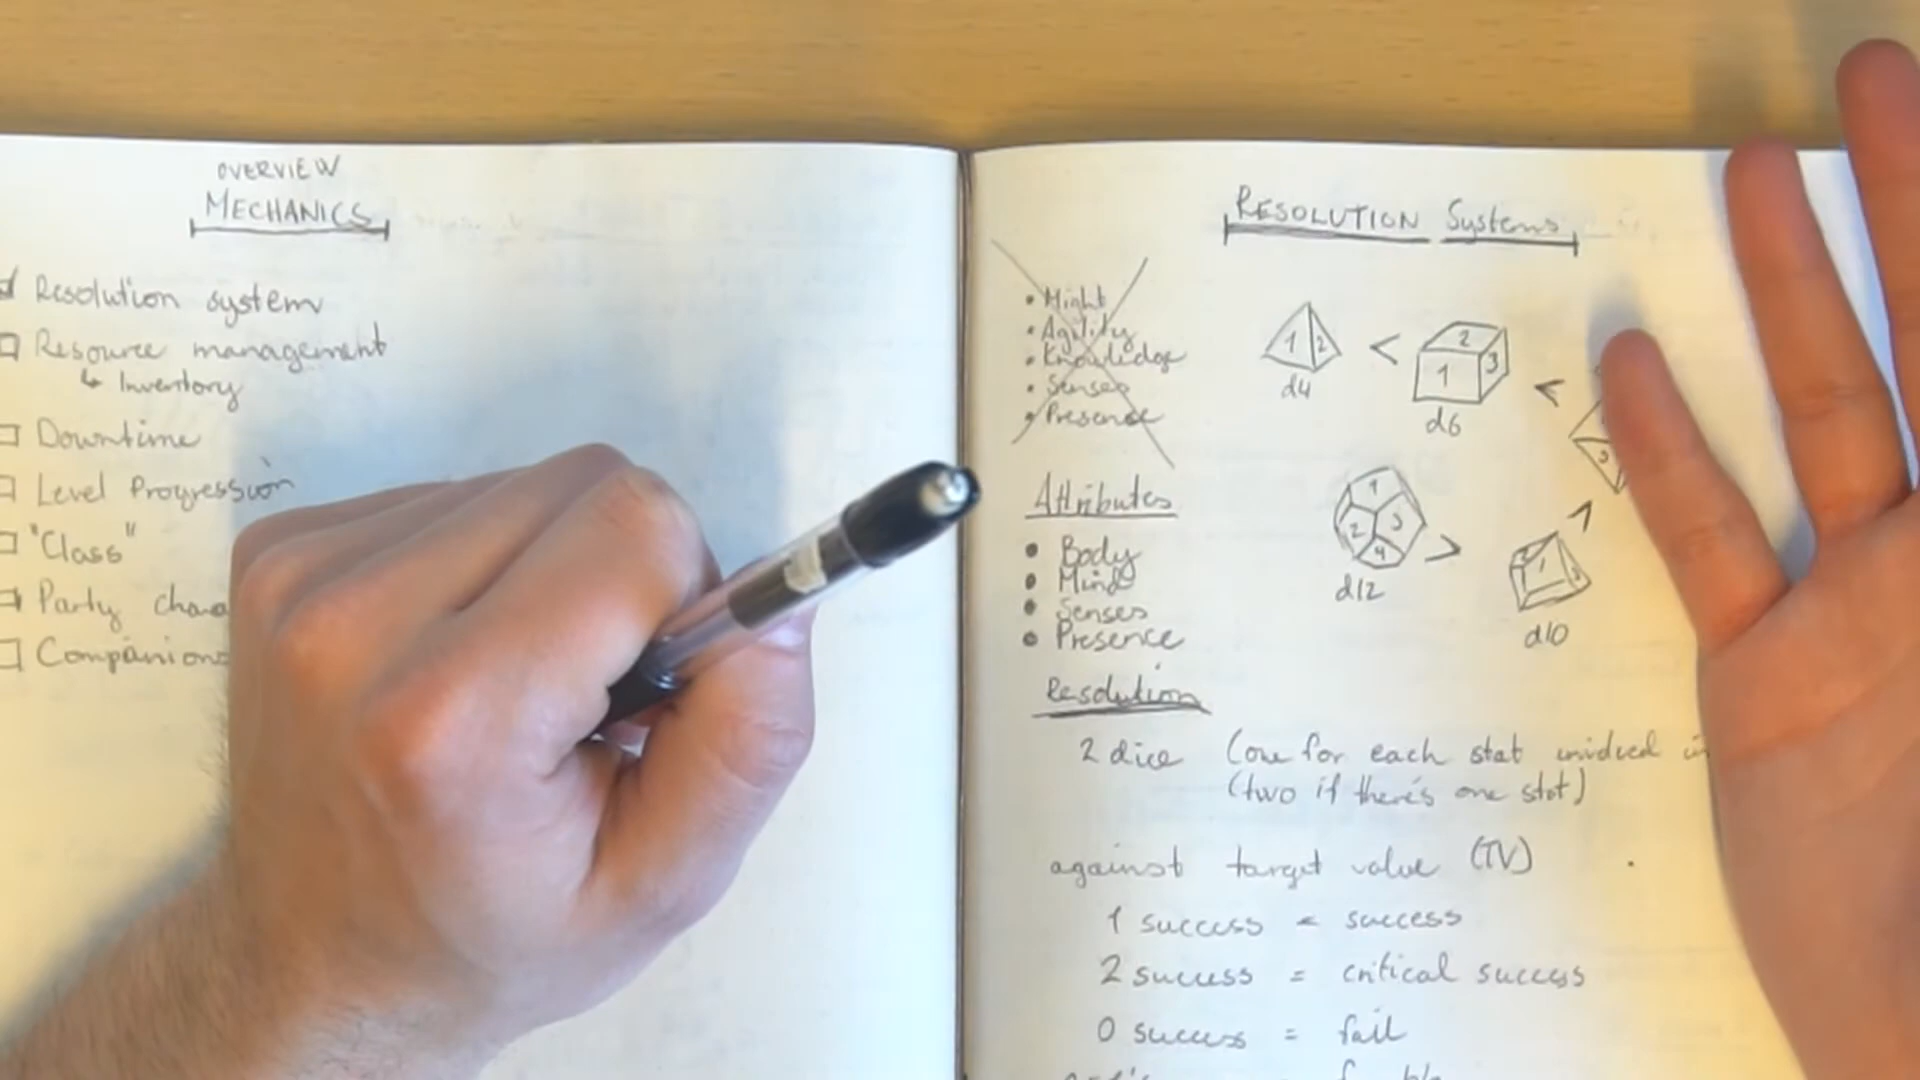 OVERVIEW
MECHANICS
Resolution system
Resource management
↳ Inventory
Downtime
Level Progression
"Class"
Party chara
Companions
RESOLUTION Systems
• Might
• Agility
• Knowledge
• Senses
• Presence
1 2
d4
<
2
1 3
d6
<
1
2 3
4
d12
>
1
d10
>
Attributes
• Body
• Mind
• Senses
• Presence
Resolution
2 dice (one for each stat
(two if there's one stat)
against target value (TV)
1 success = success
2 success = critical success
0 success = fail